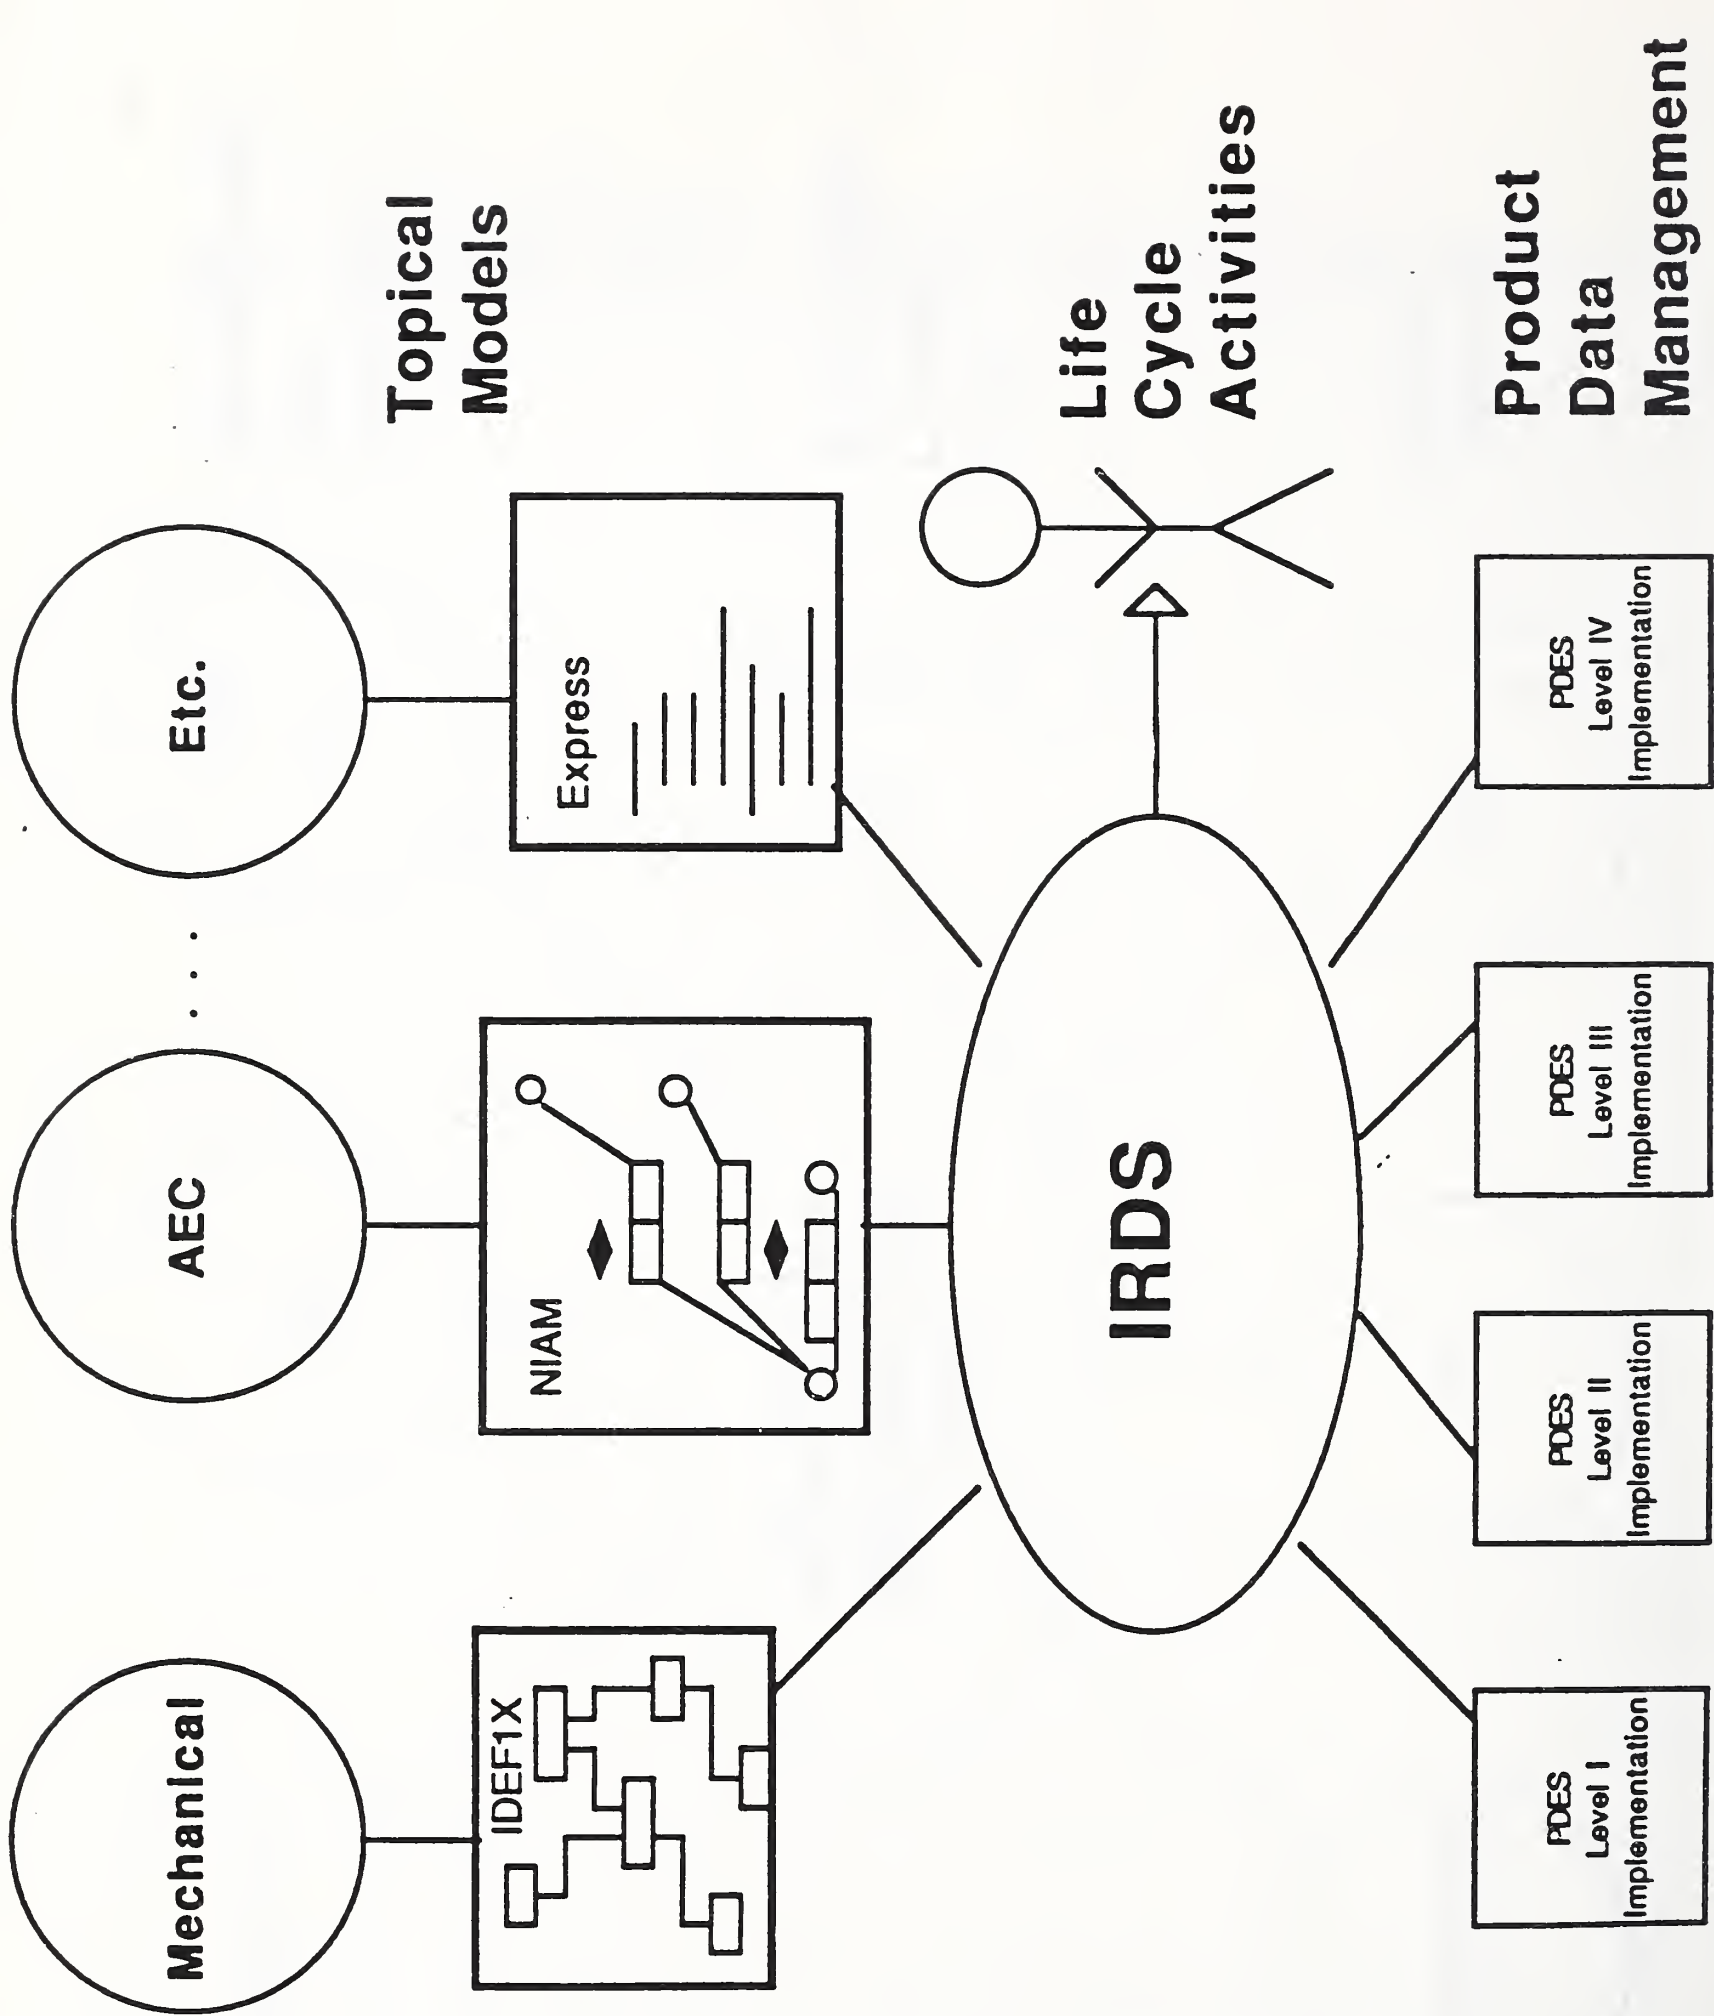 Mechanical
AEC
. . .
Etc.
Topical
Models
IDEF1X
NIAM
Express
IRDS
Life
Cycle
Activities
PDES
Level I
Implementation
PDES
Level II
Implementation
PDES
Level III
Implementation
PDES
Level IV
Implementation
Product
Data
Management